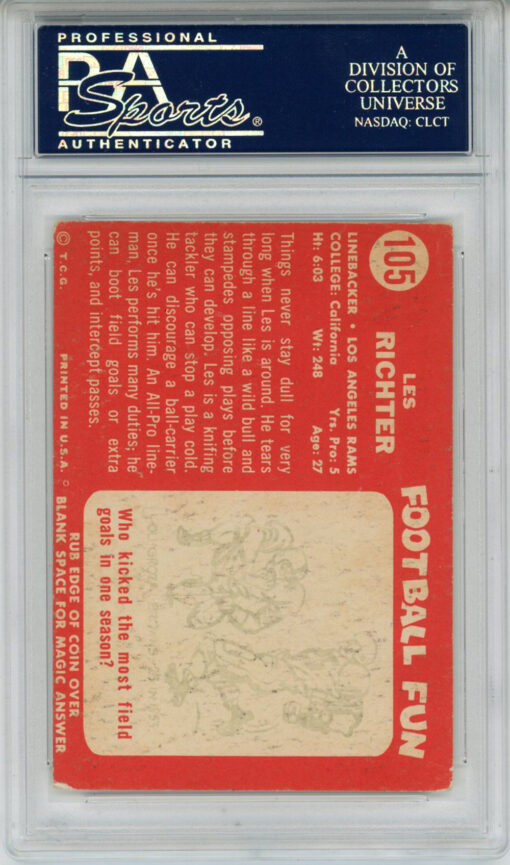 PROFESSIONAL
PSA
Sports®
AUTHENTICATOR
A
DIVISION OF
COLLECTORS
UNIVERSE
NASDAQ: CLCT
105
LES
RICHTER
LINEBACKER • LOS ANGELES RAMS
COLLEGE: California Yrs. Pro: 5
Ht: 6:03 Wt: 248 Age: 27
Things never stay dull for very
long when Les is around. He tears
through a line like a wild bull and
stampedes opposing plays before
they can develop. Les is a knifing
tackler who can stop a play cold.
He can discourage a ball-carrier
once he's hit him. An All-Pro line-
man, Les performs many duties; he
can boot field goals or extra
points, and intercept passes.
© T.C.G. PRINTED IN U.S.A.
FOOTBALL FUN
Who kicked the most field
goals in one season?
RUB EDGE OF COIN OVER
BLANK SPACE FOR MAGIC ANSWER